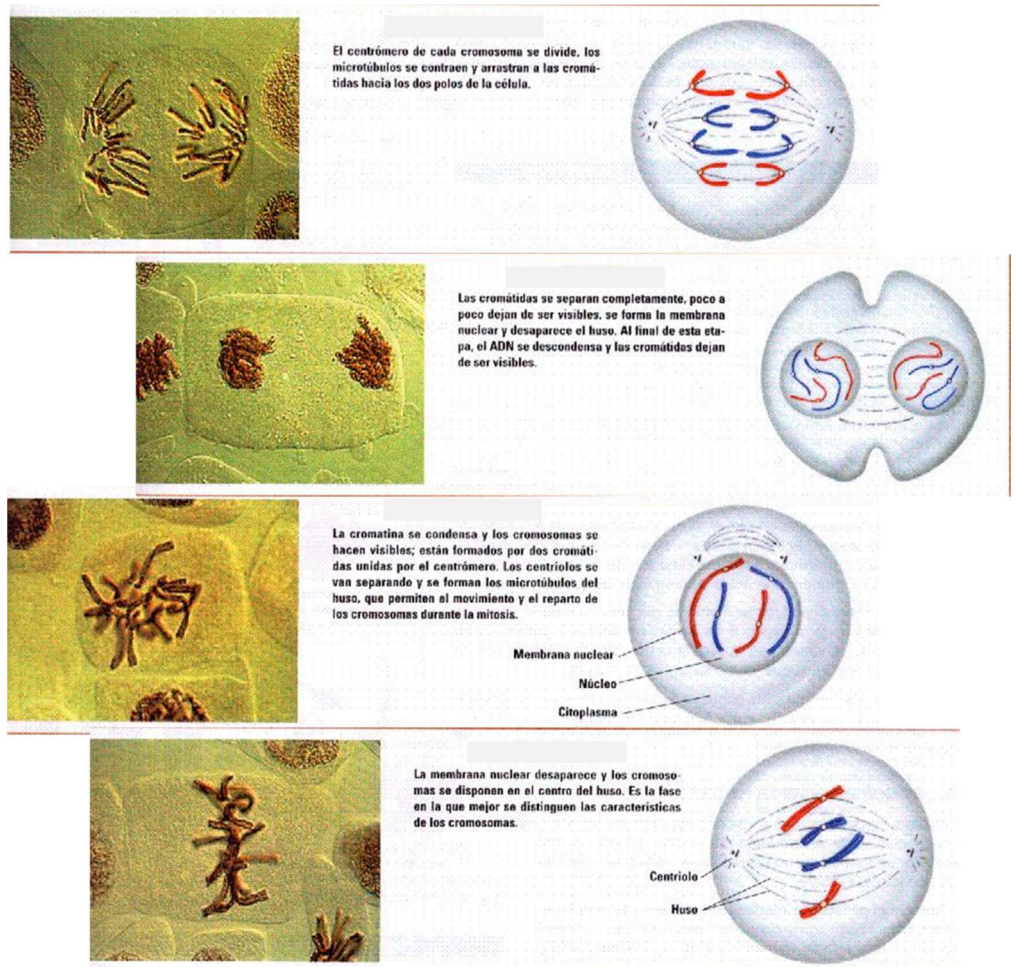 El centrómero de cada cromosoma se divide, los
microtúbulos se contraen y arrastran a las cromá-
tidas hacia los dos polos de la célula.
Las cromátidas se separan completamente, poco a
poco dejan de ser visibles, se forma la membrana
nuclear y desaparece el huso. Al final de esta eta-
pa, el ADN se descondensa y las cromátidas dejan
de ser visibles.
La cromatina se condensa y los cromosomas se
hacen visibles; están formados por dos cromáti-
das unidas por el centrómero. Los centriolos se
van separando y se forman los microtúbulos del
huso, que permiten el movimiento y el reparto de
los cromosomas durante la mitosis.
Membrana nuclear
Núcleo
Citoplasma
La membrana nuclear desaparece y los cromoso-
mas se disponen en el centro del huso. Es la fase
en la que mejor se distinguen las características
de los cromosomas.
Centriolo
Huso